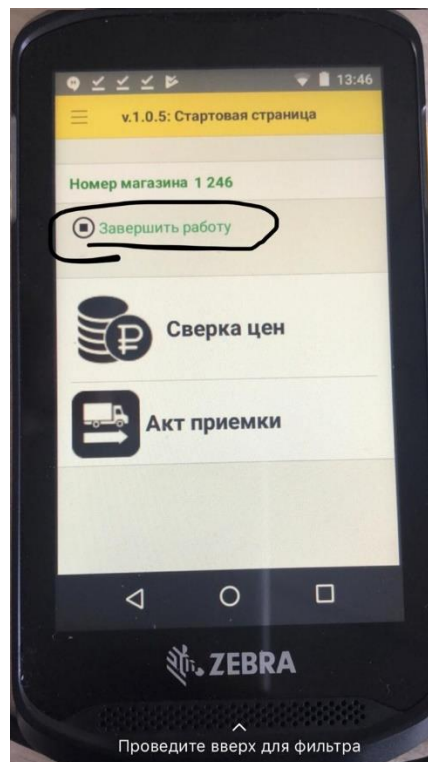 13:46
v.1.0.5: Стартовая страница
Номер магазина 1 246
Завершить работу
Сверка цен
Акт приемки
ZEBRA
Проведите вверх для фильтра